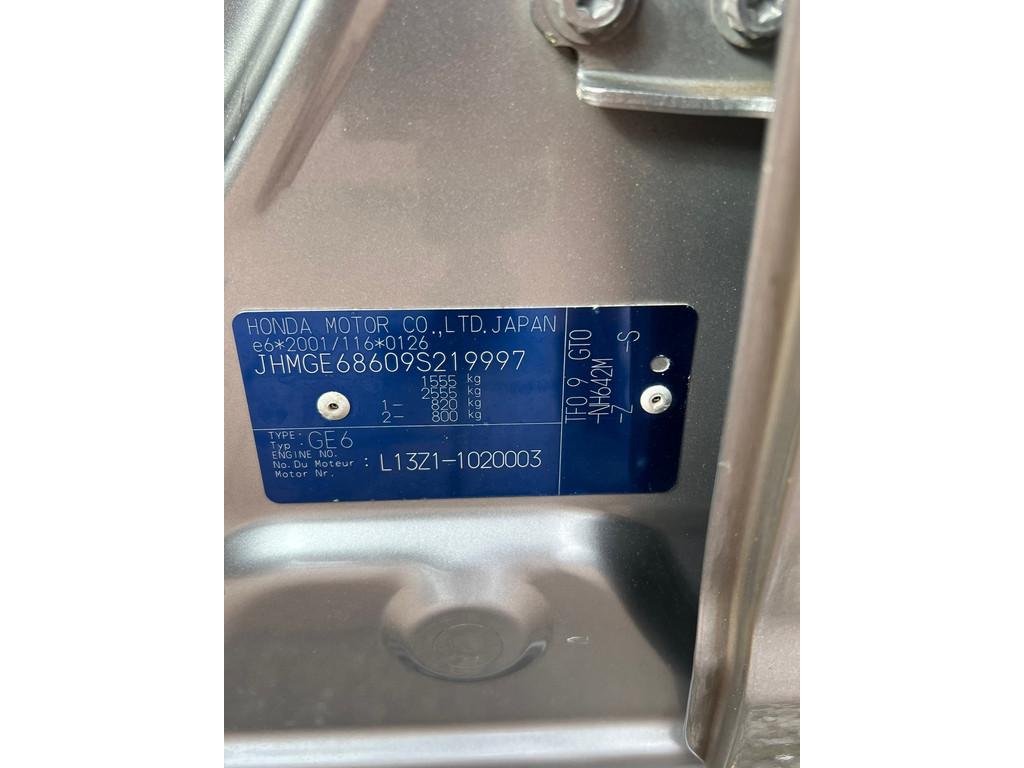 HONDA MOTOR CO.,LTD.JAPAN
e6*2001/116*0126
JHMGE68609S219997
1555 kg
2555 kg
1– 820 kg
2– 800 kg
TYPE:
Typ : GE6
ENGINE NO.
No.Du Moteur : L13Z1-1020003
Motor Nr.
TF0 9 GTO
-NH642M -S
-Z